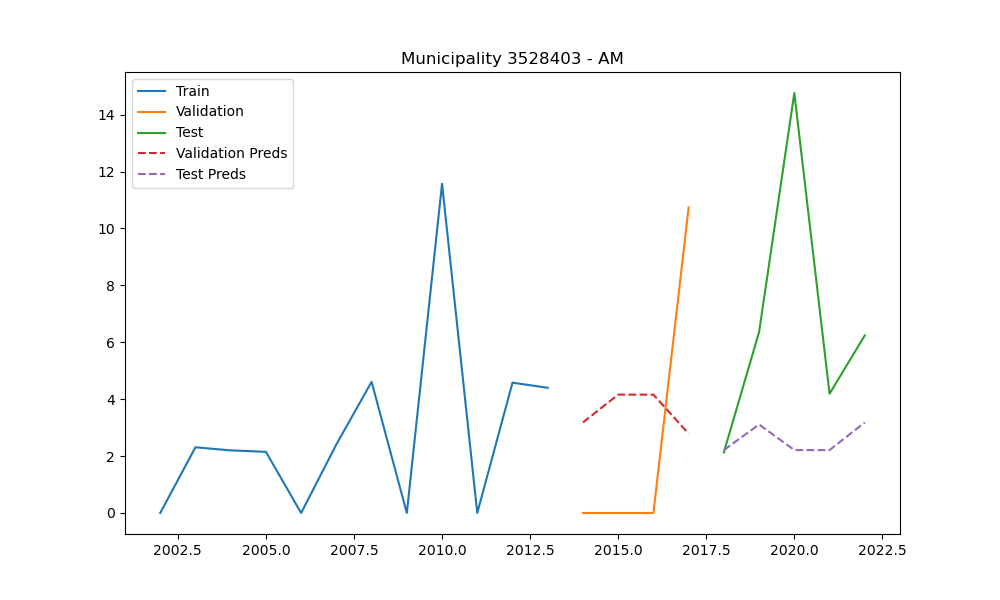 Municipality 3528403 - AM
Train
Validation
Test
Validation Preds
Test Preds
14
12
10
8
6
4
2
0
2002.5 2005.0 2007.5 2010.0 2012.5 2015.0 2017.5 2020.0 2022.5